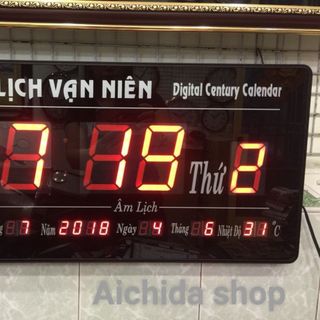 LỊCH VẠN NIÊN Digital Century Calendar
7 19 Thứ 2
Âm Lịch
7 Năm 2018 Ngày 4 Tháng 6 Nhiệt Độ 31 °C
Aichida shop